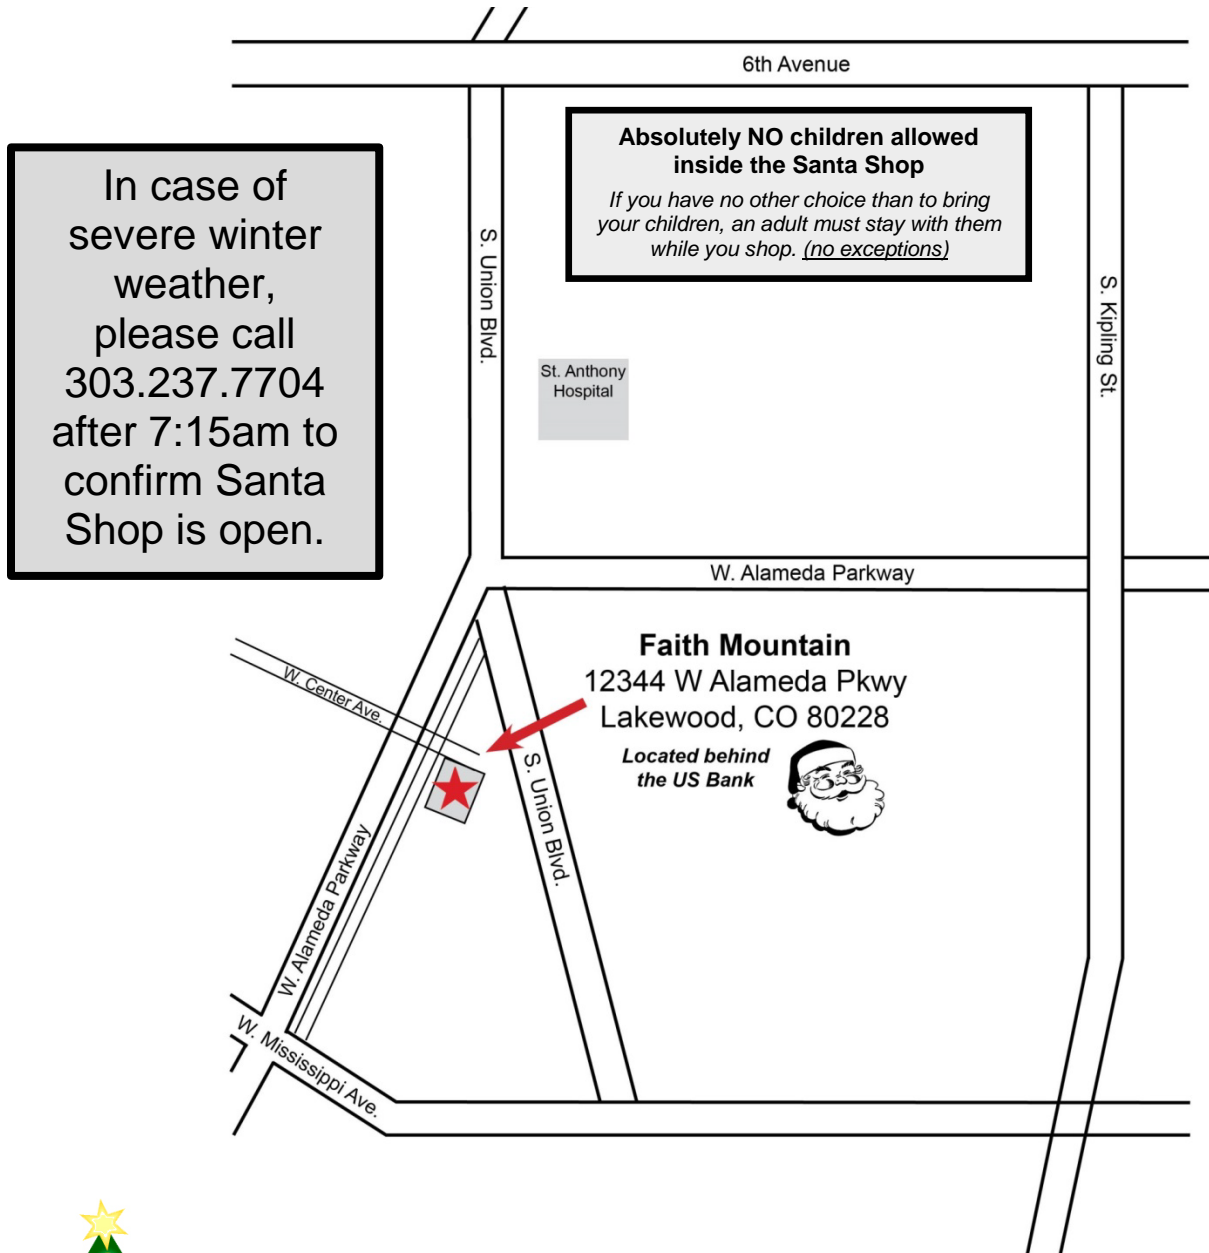 6th Avenue
Absolutely NO children allowed
inside the Santa Shop
If you have no other choice than to bring
your children, an adult must stay with them
while you shop. (no exceptions)
In case of
severe winter
weather,
please call
303.237.7704
after 7:15am to
confirm Santa
Shop is open.
S. Union Blvd.
S. Kipling St.
St. Anthony
Hospital
W. Alameda Parkway
Faith Mountain
12344 W Alameda Pkwy
Lakewood, CO 80228
Located behind
the US Bank
W. Center Ave.
S. Union Blvd.
W. Alameda Parkway
W. Mississippi Ave.